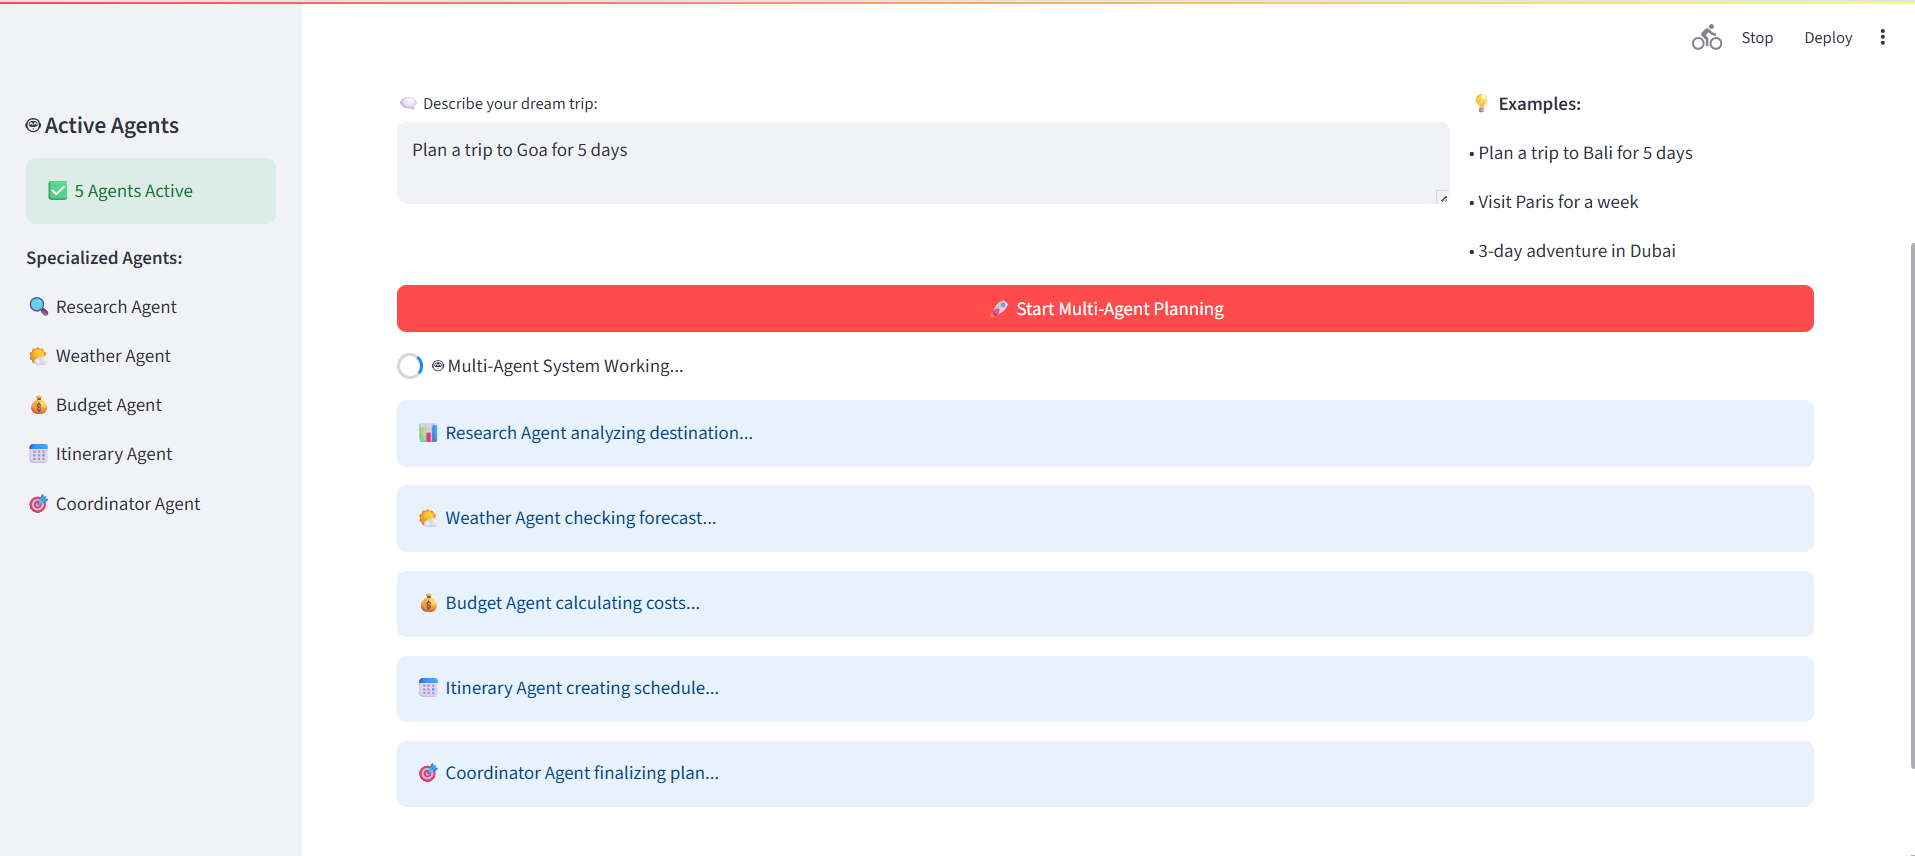 Stop
Deploy
Active Agents
5 Agents Active
Specialized Agents:
Research Agent
Weather Agent
Budget Agent
Itinerary Agent
Coordinator Agent
Describe your dream trip:
Plan a trip to Goa for 5 days
Examples:
• Plan a trip to Bali for 5 days
• Visit Paris for a week
• 3-day adventure in Dubai
Start Multi-Agent Planning
Multi-Agent System Working...
Research Agent analyzing destination...
Weather Agent checking forecast...
Budget Agent calculating costs...
Itinerary Agent creating schedule...
Coordinator Agent finalizing plan...